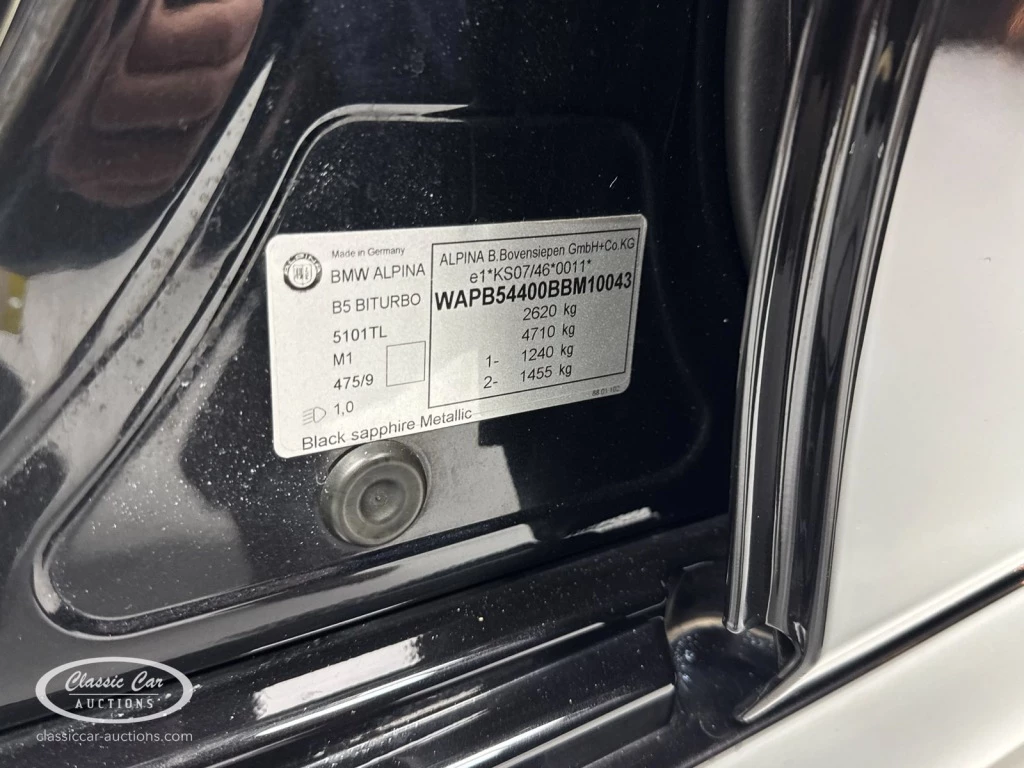 ALPINA
Made in Germany
BMW ALPINA
B5 BITURBO
5101TL
M1
475/9
1,0
Black sapphire Metallic
ALPINA B.Bovensiepen GmbH+Co.KG
e1*KS07/46*0011*
WAPB54400BBM10043
2620 kg
4710 kg
1- 1240 kg
2- 1455 kg
Classic Car
AUCTIONS
classiccar-auctions.com